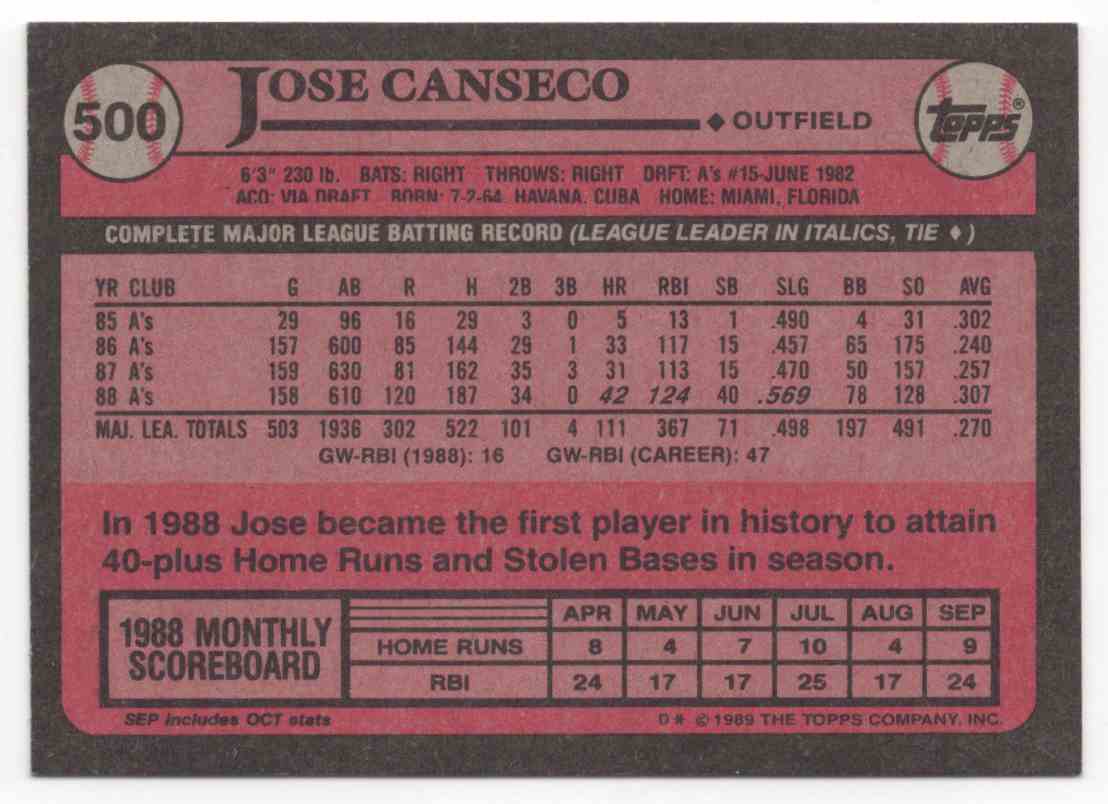 500 JOSE CANSECO
◆ OUTFIELD topps®
6'3" 230 lb. BATS: RIGHT THROWS: RIGHT DRFT: A's #15-JUNE 1982
ACQ: VIA DRAFT BORN: 7-2-64, HAVANA, CUBA HOME: MIAMI, FLORIDA
COMPLETE MAJOR LEAGUE BATTING RECORD (LEAGUE LEADER IN ITALICS, TIE ♦)
YR CLUB G AB R H 2B 3B HR RBI SB SLG BB SO AVG
85 A's 29 96 16 29 3 0 5 13 1 .490 4 31 .302
86 A's 157 600 85 144 29 1 33 117 15 .457 65 175 .240
87 A's 159 630 81 162 35 3 31 113 15 .470 50 157 .257
88 A's 158 610 120 187 34 0 42 124 40 .569 78 128 .307
MAJ. LEA. TOTALS 503 1936 302 522 101 4 111 367 71 .498 197 491 .270
GW-RBI (1988): 16 GW-RBI (CAREER): 47
In 1988 Jose became the first player in history to attain
40-plus Home Runs and Stolen Bases in season.
APR MAY JUN JUL AUG SEP
1988 MONTHLY SCOREBOARD
HOME RUNS 8 4 7 10 4 9
RBI 24 17 17 25 17 24
SEP includes OCT stats D* © 1989 THE TOPPS COMPANY, INC.